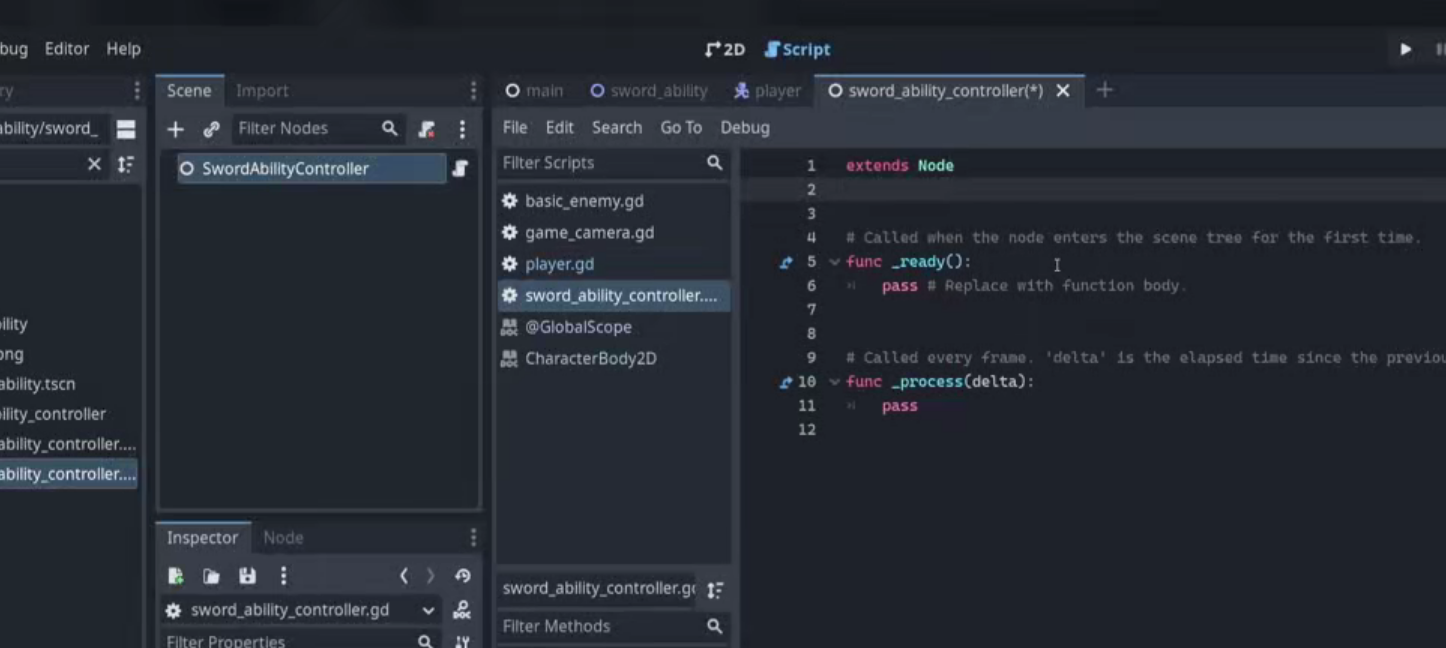 bug Editor Help
2D Script
ry
Scene Import
main sword_ability player sword_ability_controller(*)
ability/sword_
Filter Nodes
File Edit Search Go To Debug
SwordAbilityController
Filter Scripts
basic_enemy.gd
game_camera.gd
player.gd
sword_ability_controller....
@GlobalScope
CharacterBody2D
1 extends Node
2
3
4 # Called when the node enters the scene tree for the first time.
5 func _ready():
6 pass # Replace with function body.
7
8
9 # Called every frame. 'delta' is the elapsed time since the previou
10 func _process(delta):
11 pass
12
bility
ong
ability.tscn
bility_controller
ability_controller....
ability_controller....
Inspector Node
sword_ability_controller.gd
Filter Properties
sword_ability_controller.gd
Filter Methods